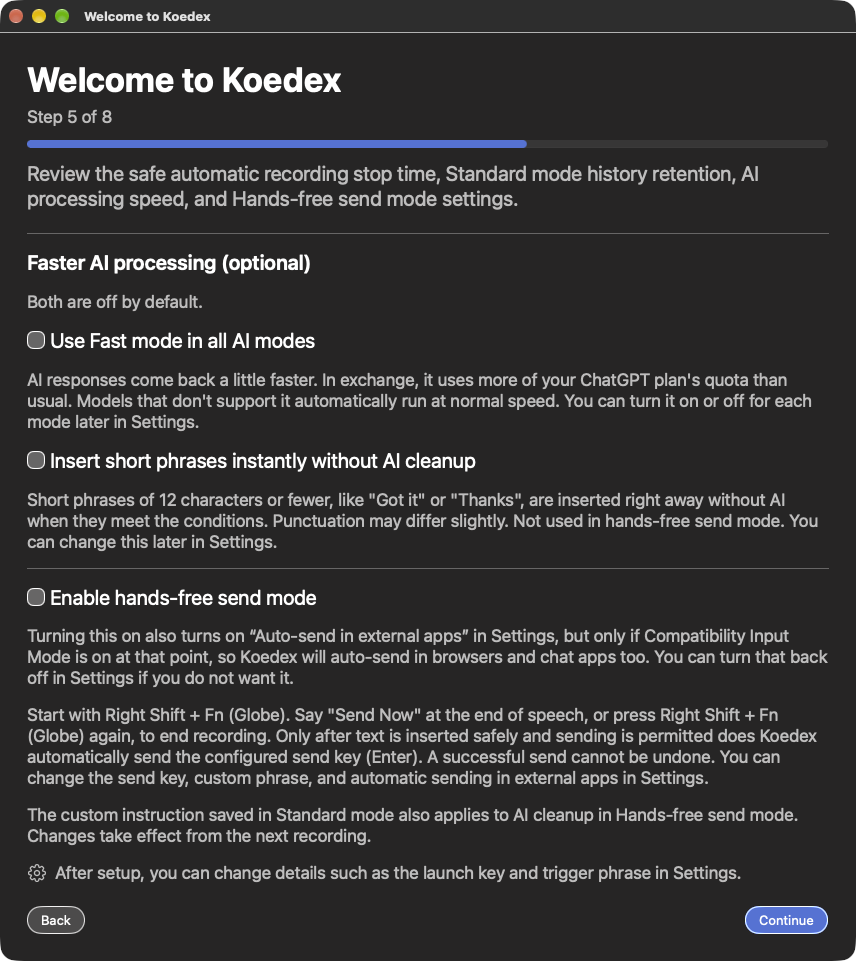 Welcome to Koedex
Welcome to Koedex
Step 5 of 8
Review the safe automatic recording stop time, Standard mode history retention, AI
processing speed, and Hands-free send mode settings.
Faster AI processing (optional)
Both are off by default.
Use Fast mode in all AI modes
AI responses come back a little faster. In exchange, it uses more of your ChatGPT plan's quota than
usual. Models that don't support it automatically run at normal speed. You can turn it on or off for each
mode later in Settings.
Insert short phrases instantly without AI cleanup
Short phrases of 12 characters or fewer, like "Got it" or "Thanks", are inserted right away without AI
when they meet the conditions. Punctuation may differ slightly. Not used in hands-free send mode. You
can change this later in Settings.
Enable hands-free send mode
Turning this on also turns on “Auto-send in external apps” in Settings, but only if Compatibility Input
Mode is on at that point, so Koedex will auto-send in browsers and chat apps too. You can turn that back
off in Settings if you do not want it.
Start with Right Shift + Fn (Globe). Say "Send Now" at the end of speech, or press Right Shift + Fn
(Globe) again, to end recording. Only after text is inserted safely and sending is permitted does Koedex
automatically send the configured send key (Enter). A successful send cannot be undone. You can
change the send key, custom phrase, and automatic sending in external apps in Settings.
The custom instruction saved in Standard mode also applies to AI cleanup in Hands-free send mode.
Changes take effect from the next recording.
After setup, you can change details such as the launch key and trigger phrase in Settings.
Back
Continue